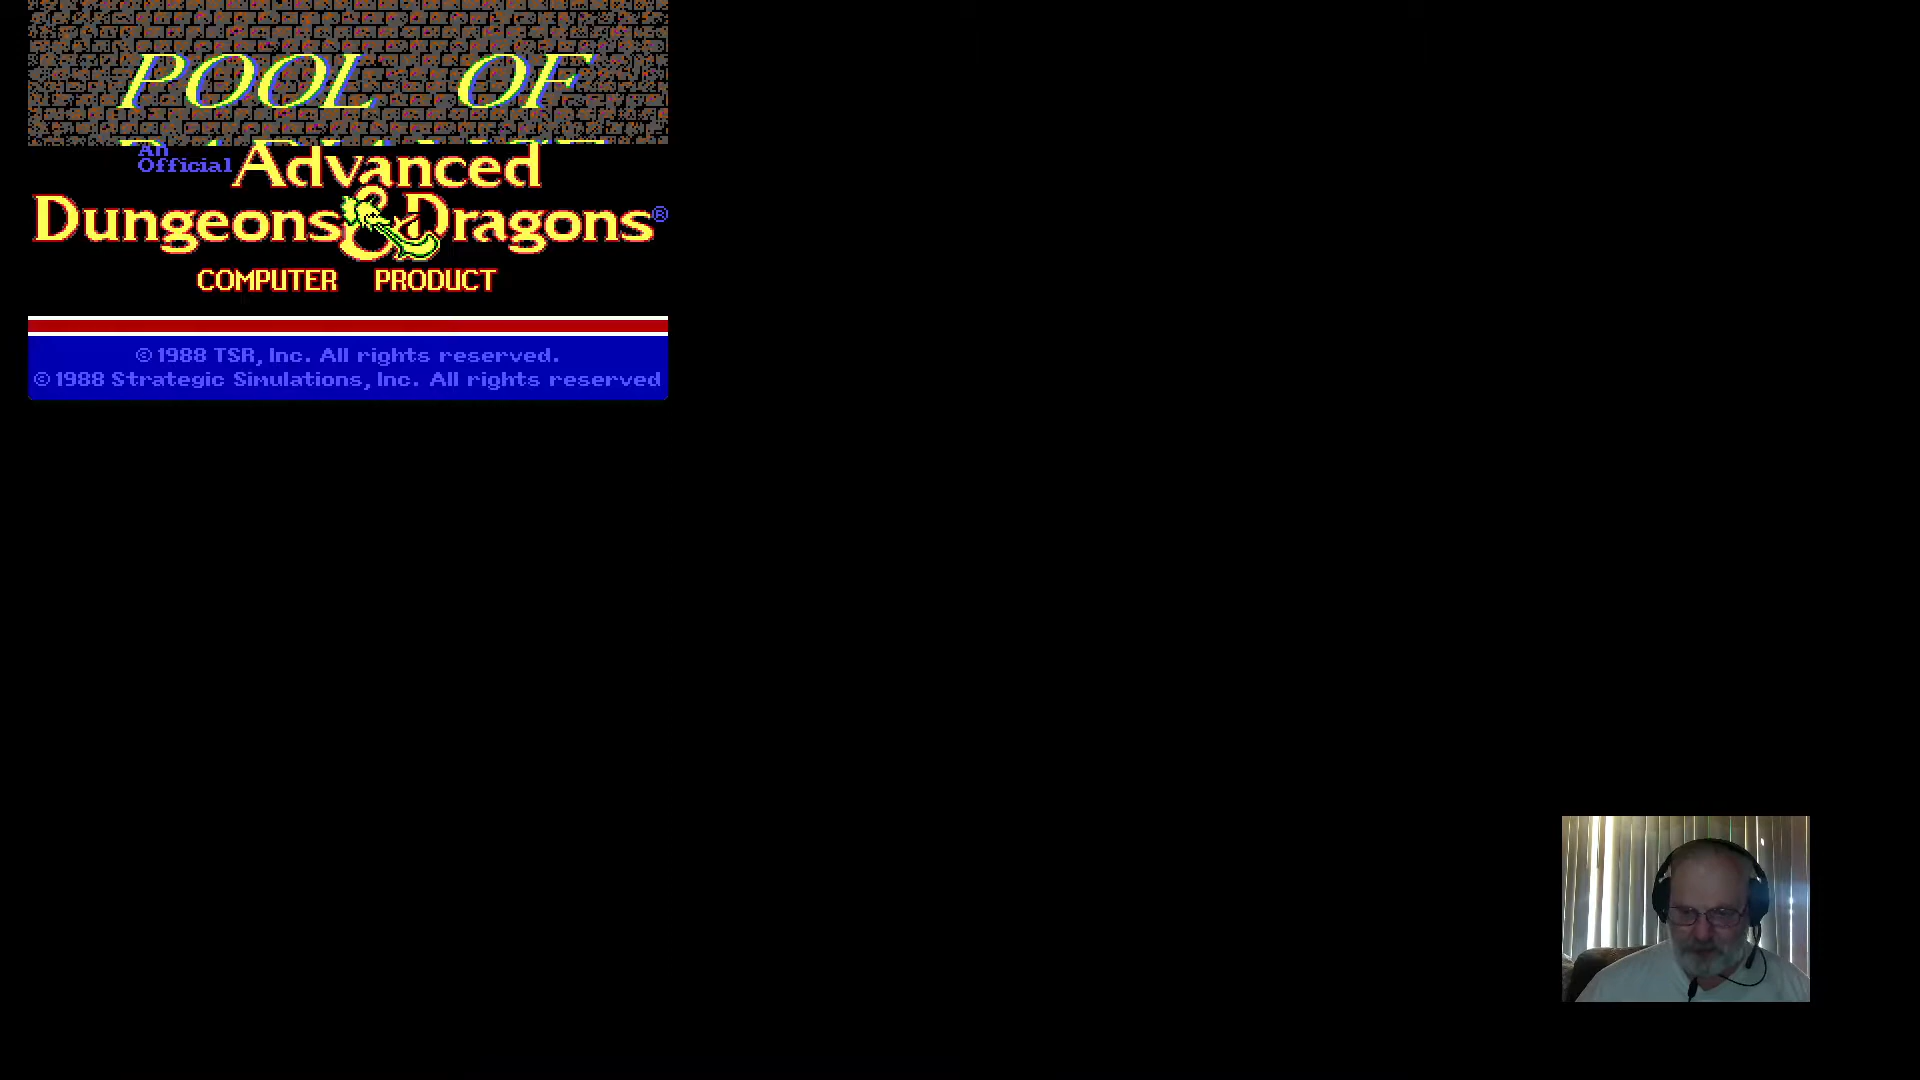 POOL OF
An
Official Advanced
Dungeons & Dragons®
COMPUTER PRODUCT
©1988 TSR, Inc. All rights reserved.
©1988 Strategic Simulations, Inc. All rights reserved